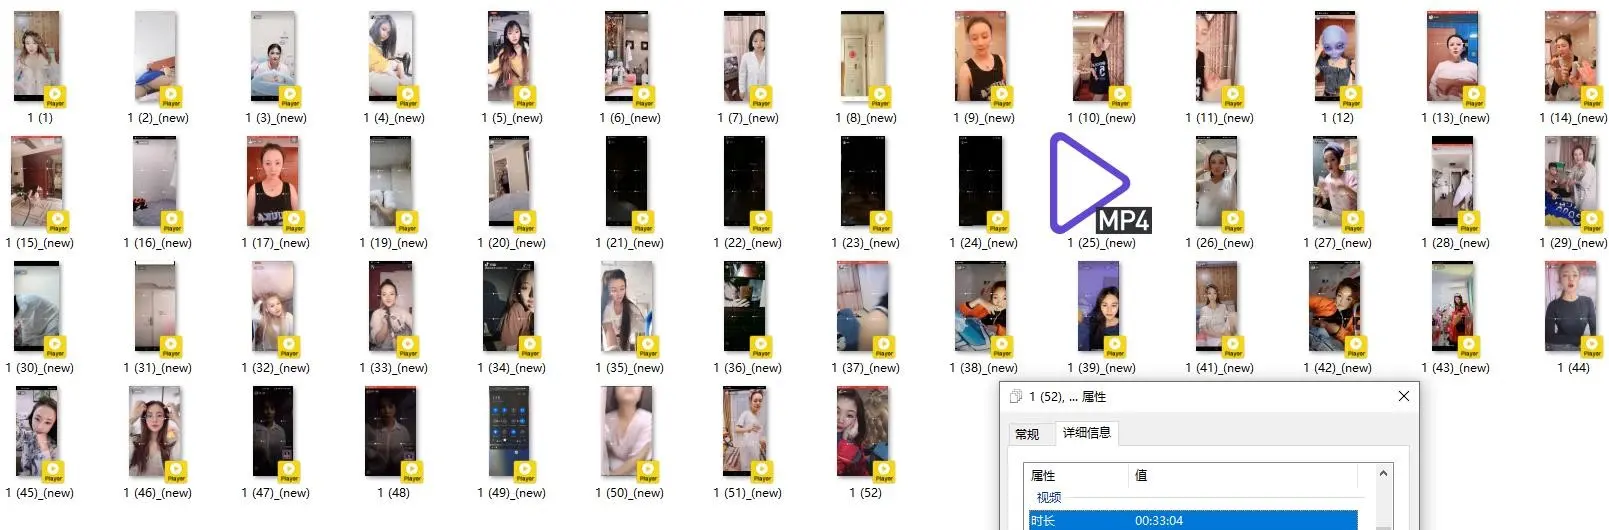 1 (1) 1 (2)_(new) 1 (3)_(new) 1 (4)_(new) 1 (5)_(new) 1 (6)_(new) 1 (7)_(new) 1 (8)_(new) 1 (9)_(new) 1 (10)_(new) 1 (11)_(new) 1 (12) 1 (13)_(new) 1 (14)_(new)
MP4
1 (15)_(new) 1 (16)_(new) 1 (17)_(new) 1 (19)_(new) 1 (20)_(new) 1 (21)_(new) 1 (22)_(new) 1 (23)_(new) 1 (24)_(new) 1 (25)_(new) 1 (26)_(new) 1 (27)_(new) 1 (28)_(new) 1 (29)_(new)
1 (30)_(new) 1 (31)_(new) 1 (32)_(new) 1 (33)_(new) 1 (34)_(new) 1 (35)_(new) 1 (36)_(new) 1 (37)_(new) 1 (38)_(new) 1 (39)_(new) 1 (41)_(new) 1 (42)_(new) 1 (43)_(new) 1 (44)
1 (45)_(new) 1 (46)_(new) 1 (47)_(new) 1 (48) 1 (49)_(new) 1 (50)_(new) 1 (51)_(new) 1 (52)
1 (52), ... 属性
常规 详细信息
属性 值
视频
时长 00:33:04